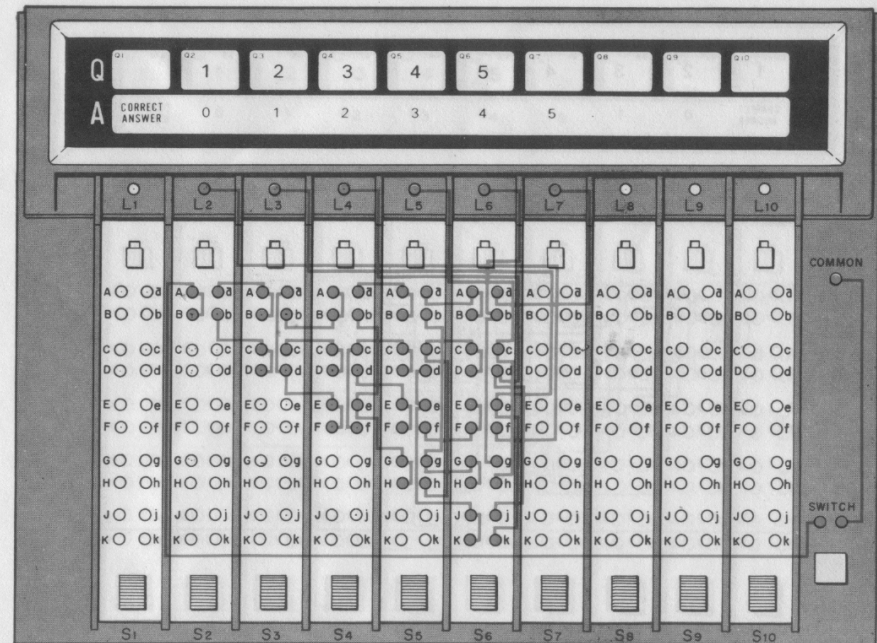 Q1 Q2 Q3 Q4 Q5 Q6 Q7 Q8 Q9 Q10
Q 1 2 3 4 5
A CORRECT ANSWER 0 1 2 3 4 5
L1 L2 L3 L4 L5 L6 L7 L8 L9 L10
COMMON
A a A a A a A a A a A a A a A a A a A a
B b B b B b B b B b B b B b B b B b B b
C c C c C c C c C c C c C c C c C c C c
D d D d D d D d D d D d D d D d D d D d
E e E e E e E e E e E e E e E e E e E e
F f F f F f F f F f F f F f F f F f F f
G g G g G g G g G g G g G g G g G g G g
H h H h H h H h H h H h H h H h H h H h
SWITCH
J j J j J j J j J j J j J j J j J j J j
K k K k K k K k K k K k K k K k K k K k
S1 S2 S3 S4 S5 S6 S7 S8 S9 S10